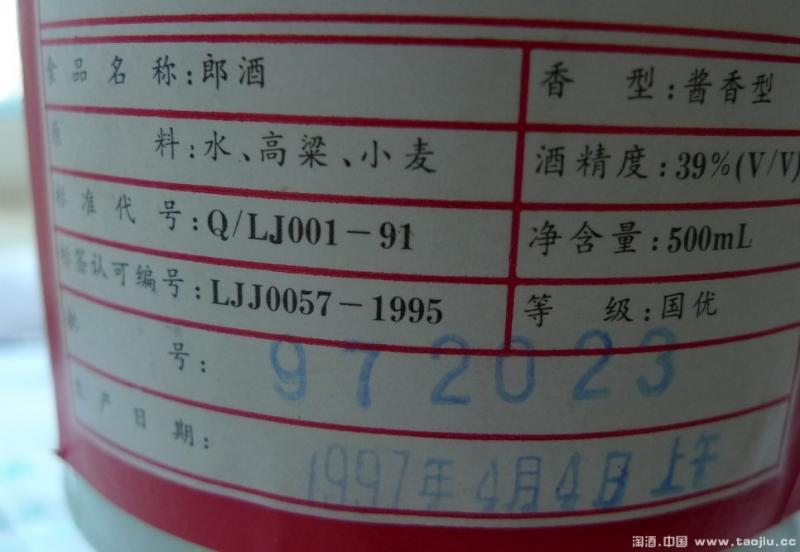 食品名称:郎酒
香型:酱香型
原料:水、高粱、小麦
酒精度:39%(V/V)
标准代号:Q/LJ001-91
净含量:500mL
标签认可编号:LJJ0057-1995
等级:国优
批号:972023
生产日期:1997年4月4日上午
淘酒.中国 www.taojiu.cc